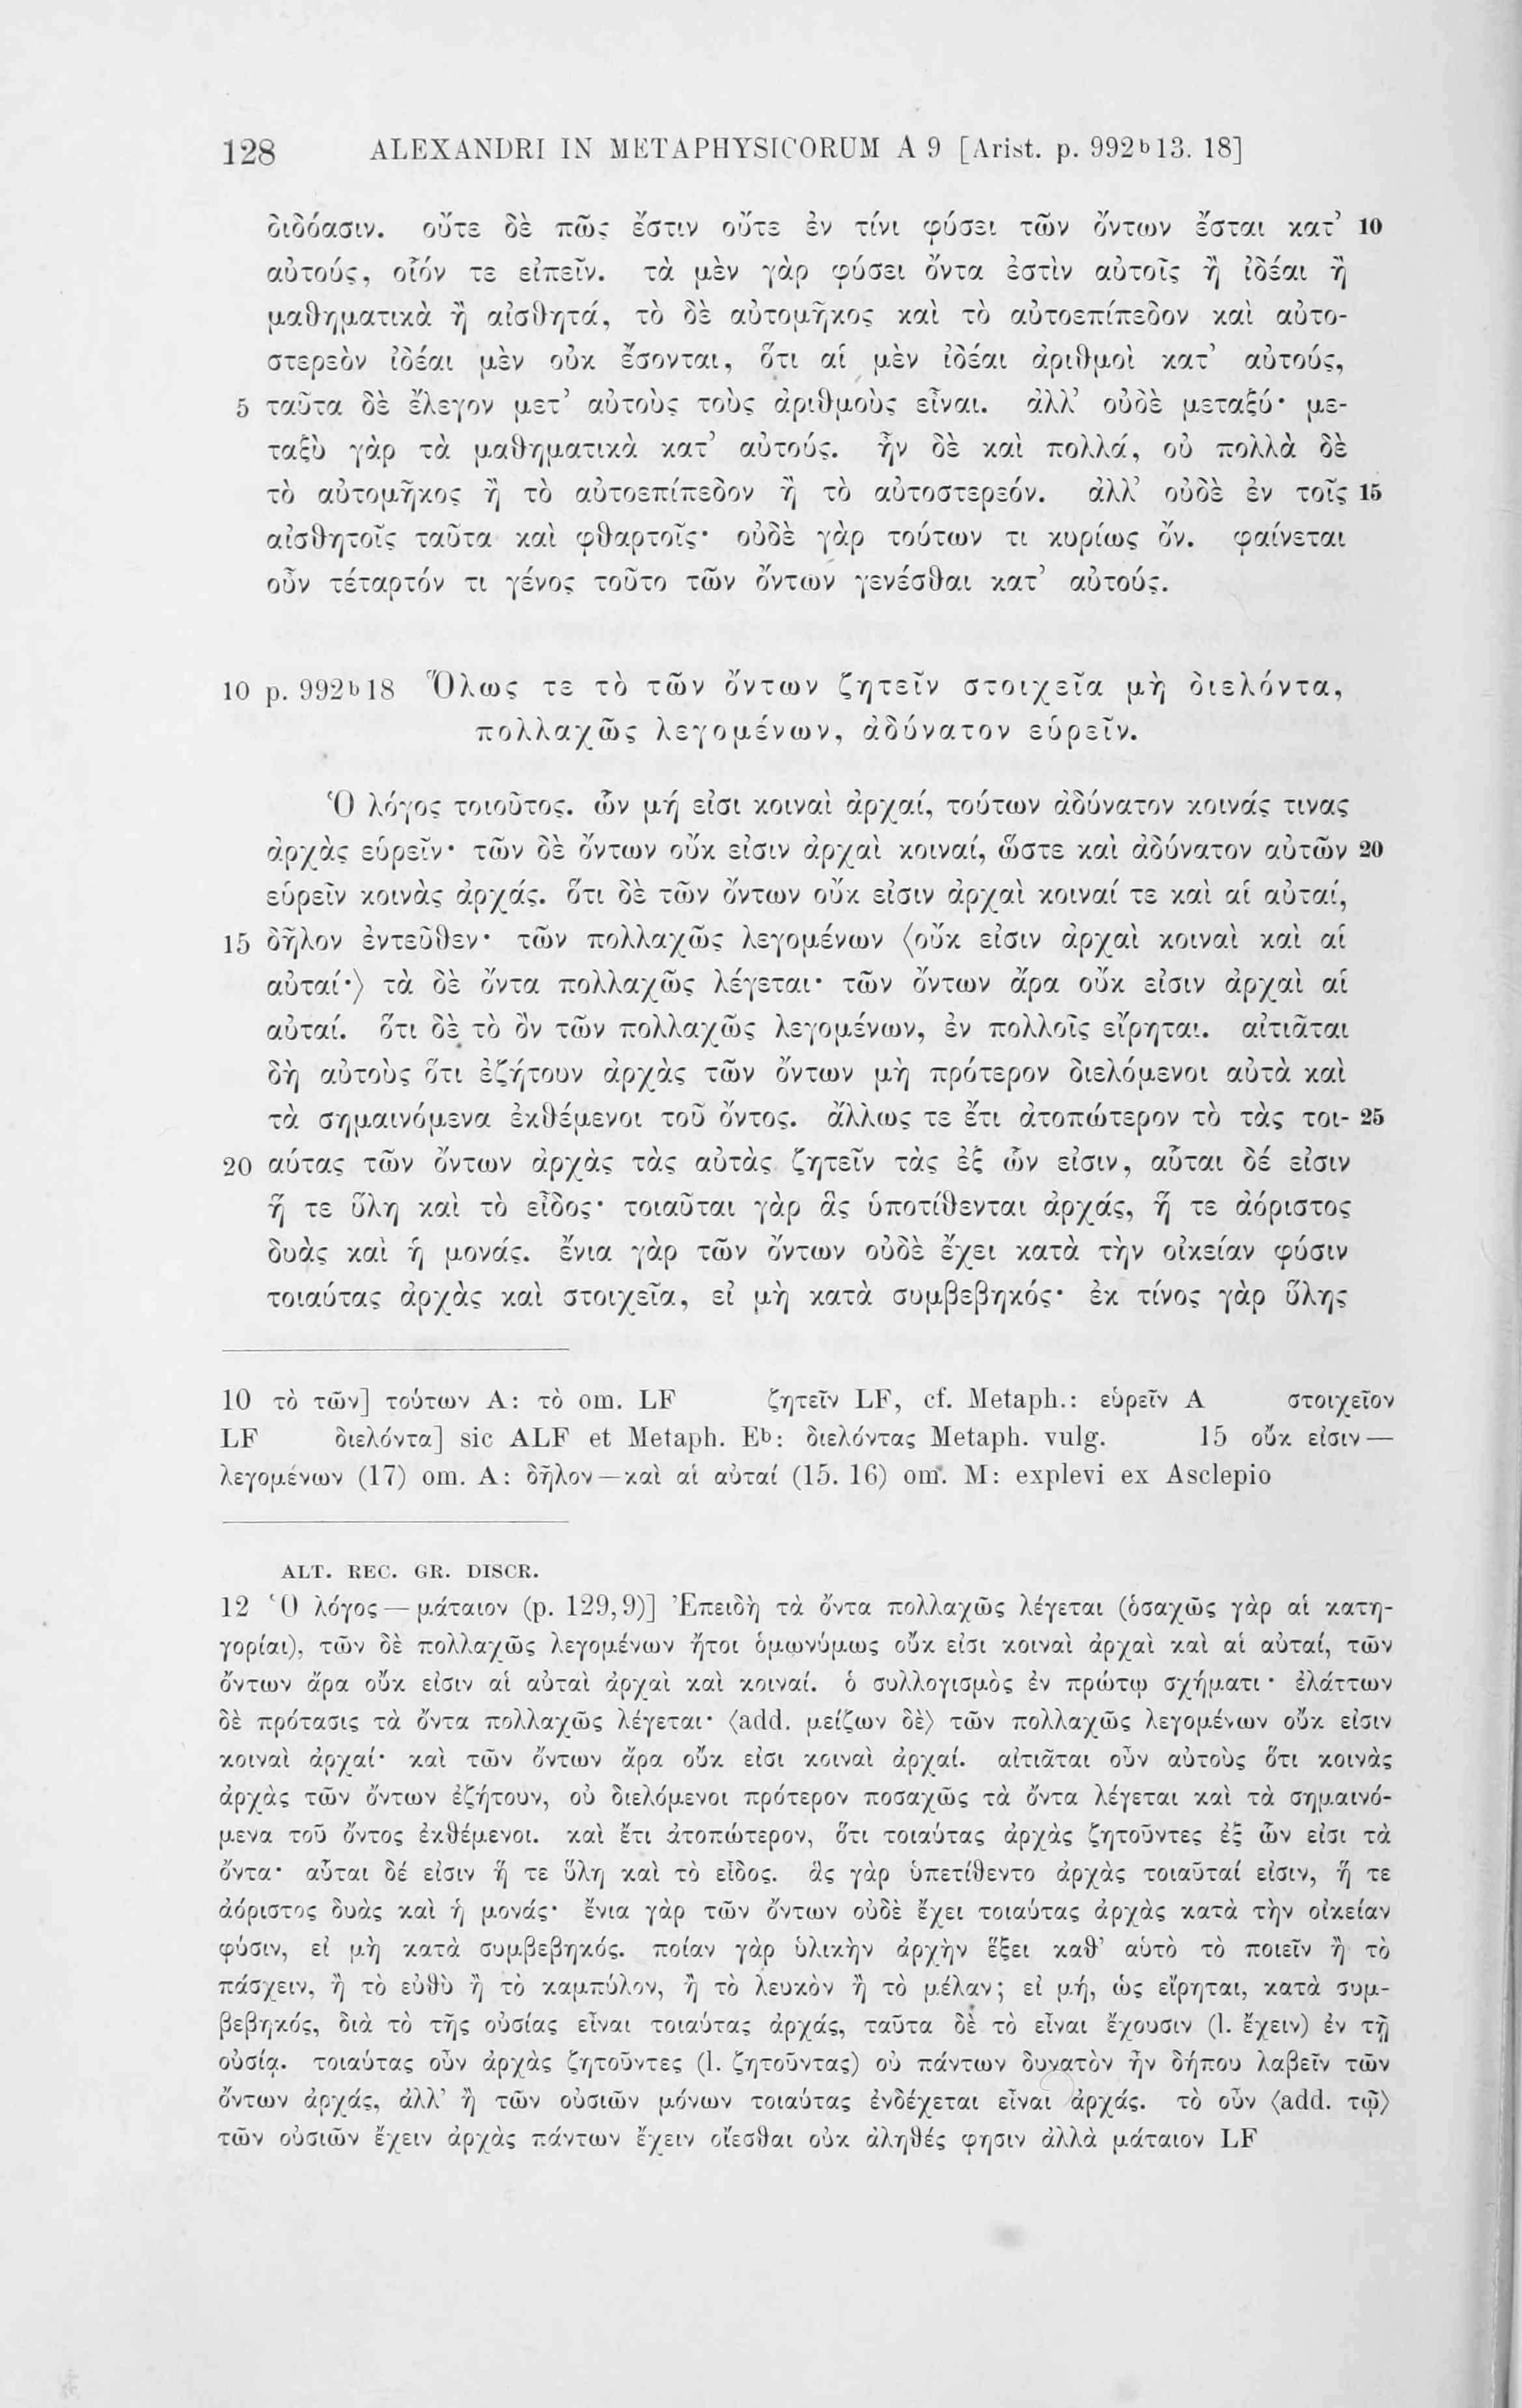 128 ALEXANDRI IN METAPHYSICORUM A 9 [Arist. p. 992b13. 18]
διδόασιν. οὔτε δὲ πῶς ἔστιν οὔτε ἐν τίνι φύσει τῶν ὄντων ἔσται κατ’ 10
αὐτούς, οἷόν τε εἰπεῖν. τὰ μὲν γὰρ φύσει ὄντα ἐστὶν αὐτοῖς ἢ ἰδέαι ἢ
μαθηματικὰ ἢ αἰσθητά, τὸ δὲ αὐτομῆκος καὶ τὸ αὐτοεπίπεδον καὶ αὐτο-
στερεὸν ἰδέαι μὲν οὐκ ἔσονται, ὅτι αἱ μὲν ἰδέαι ἀριθμοὶ κατ’ αὐτούς,
5 ταῦτα δὲ ἔλεγον μετ’ αὐτοὺς τοὺς ἀριθμοὺς εἶναι. ἀλλ’ οὐδὲ μεταξύ· με-
ταξὺ γὰρ τὰ μαθηματικὰ κατ’ αὐτούς. ἦν δὲ καὶ πολλά, οὐ πολλὰ δὲ
τὸ αὐτομῆκος ἢ τὸ αὐτοεπίπεδον ἢ τὸ αὐτοστερεόν. ἀλλ’ οὐδὲ ἐν τοῖς 15
αἰσθητοῖς ταῦτα καὶ φθαρτοῖς· οὐδὲ γὰρ τούτων τι κυρίως ὄν. φαίνεται
οὖν τέταρτόν τι γένος τοῦτο τῶν ὄντων γενέσθαι κατ’ αὐτούς.
10 p. 992b18 Ὅλως τε τὸ τῶν ὄντων ζητεῖν στοιχεῖα μὴ διελόντα,
πολλαχῶς λεγομένων, ἀδύνατον εὑρεῖν.
Ὁ λόγος τοιοῦτος. ὧν μή εἰσι κοιναὶ ἀρχαί, τούτων ἀδύνατον κοινάς τινας
ἀρχὰς εὑρεῖν· τῶν δὲ ὄντων οὔκ εἰσιν ἀρχαὶ κοιναί, ὥστε καὶ ἀδύνατον αὐτῶν 20
εὑρεῖν κοινὰς ἀρχάς. ὅτι δὲ τῶν ὄντων οὔκ εἰσιν ἀρχαὶ κοιναί τε καὶ αἱ αὐταί,
15 δῆλον ἐντεῦθεν· τῶν πολλαχῶς λεγομένων ⟨οὔκ εἰσιν ἀρχαὶ κοιναὶ καὶ αἱ
αὐταί·⟩ τὰ δὲ ὄντα πολλαχῶς λέγεται· τῶν ὄντων ἄρα οὔκ εἰσιν ἀρχαὶ αἱ
αὐταί. ὅτι δὲ τὸ ὂν τῶν πολλαχῶς λεγομένων, ἐν πολλοῖς εἴρηται. αἰτιᾶται
δὴ αὐτοὺς ὅτι ἐζήτουν ἀρχὰς τῶν ὄντων μὴ πρότερον διελόμενοι αὐτὰ καὶ
τὰ σημαινόμενα ἐκθέμενοι τοῦ ὄντος. ἄλλως τε ἔτι ἀτοπώτερον τὸ τὰς τοι- 25
20 αύτας τῶν ὄντων ἀρχὰς τὰς αὐτὰς ζητεῖν τὰς ἐξ ὧν εἰσιν, αὗται δέ εἰσιν
ἥ τε ὕλη καὶ τὸ εἶδος· τοιαῦται γὰρ ἃς ὑποτίθενται ἀρχάς, ἥ τε ἀόριστος
δυὰς καὶ ἡ μονάς. ἔνια γὰρ τῶν ὄντων οὐδὲ ἔχει κατὰ τὴν οἰκείαν φύσιν
τοιαύτας ἀρχὰς καὶ στοιχεῖα, εἰ μὴ κατὰ συμβεβηκός· ἐκ τίνος γὰρ ὕλης
10 τὸ τῶν] τούτων A: τὸ om. LF ζητεῖν LF, cf. Metaph.: εὑρεῖν A στοιχεῖον
LF διελόντα] sic ALF et Metaph. Eb: διελόντας Metaph. vulg. 15 οὔκ εἰσιν—
λεγομένων (17) om. A: δῆλον—καὶ αἱ αὐταί (15. 16) om. M: explevi ex Asclepio
ALT. REC. GR. DISCR.
12 Ὁ λόγος—μάταιον (p. 129,9)] Ἐπειδὴ τὰ ὄντα πολλαχῶς λέγεται (ὁσαχῶς γὰρ αἱ κατη-
γορίαι), τῶν δὲ πολλαχῶς λεγομένων ἤτοι ὁμωνύμως οὔκ εἰσι κοιναὶ ἀρχαὶ καὶ αἱ αὐταί, τῶν
ὄντων ἄρα οὔκ εἰσιν αἱ αὐταὶ ἀρχαὶ καὶ κοιναί. ὁ συλλογισμὸς ἐν πρώτῳ σχήματι· ἐλάττων
δὲ πρότασις τὰ ὄντα πολλαχῶς λέγεται· ⟨add. μείζων δὲ⟩ τῶν πολλαχῶς λεγομένων οὔκ εἰσιν
κοιναὶ ἀρχαί· καὶ τῶν ὄντων ἄρα οὔκ εἰσι κοιναὶ ἀρχαί. αἰτιᾶται οὖν αὐτοὺς ὅτι κοινὰς
ἀρχὰς τῶν ὄντων ἐζήτουν, οὐ διελόμενοι πρότερον ποσαχῶς τὰ ὄντα λέγεται καὶ τὰ σημαινό-
μενα τοῦ ὄντος ἐκθέμενοι. καὶ ἔτι ἀτοπώτερον, ὅτι τοιαύτας ἀρχὰς ζητοῦντες ἐξ ὧν εἰσι τὰ
ὄντα· αὗται δέ εἰσιν ἥ τε ὕλη καὶ τὸ εἶδος. ἃς γὰρ ὑπετίθεντο ἀρχὰς τοιαῦταί εἰσιν, ἥ τε
ἀόριστος δυὰς καὶ ἡ μονάς· ἔνια γὰρ τῶν ὄντων οὐδὲ ἔχει τοιαύτας ἀρχὰς κατὰ τὴν οἰκείαν
φύσιν, εἰ μὴ κατὰ συμβεβηκός. ποίαν γὰρ ὑλικὴν ἀρχὴν ἕξει καθ’ αὑτὸ τὸ ποιεῖν ἢ τὸ
πάσχειν, ἢ τὸ εὐθὺ ἢ τὸ καμπύλον, ἢ τὸ λευκὸν ἢ τὸ μέλαν; εἰ μή, ὡς εἴρηται, κατὰ συμ-
βεβηκός, διὰ τὸ τῆς οὐσίας εἶναι τοιαύτας ἀρχάς, ταῦτα δὲ τὸ εἶναι ἔχουσιν (l. ἔχειν) ἐν τῇ
οὐσίᾳ. τοιαύτας οὖν ἀρχὰς ζητοῦντες (l. ζητοῦντας) οὐ πάντων δυνατὸν ἦν δήπου λαβεῖν τῶν
ὄντων ἀρχάς, ἀλλ’ ἢ τῶν οὐσιῶν μόνων τοιαύτας ἐνδέχεται εἶναι ἀρχάς. τὸ οὖν ⟨add. τῷ⟩
τῶν οὐσιῶν ἔχειν ἀρχὰς πάντων ἔχειν οἴεσθαι οὐκ ἀληθές φησιν ἀλλὰ μάταιον LF